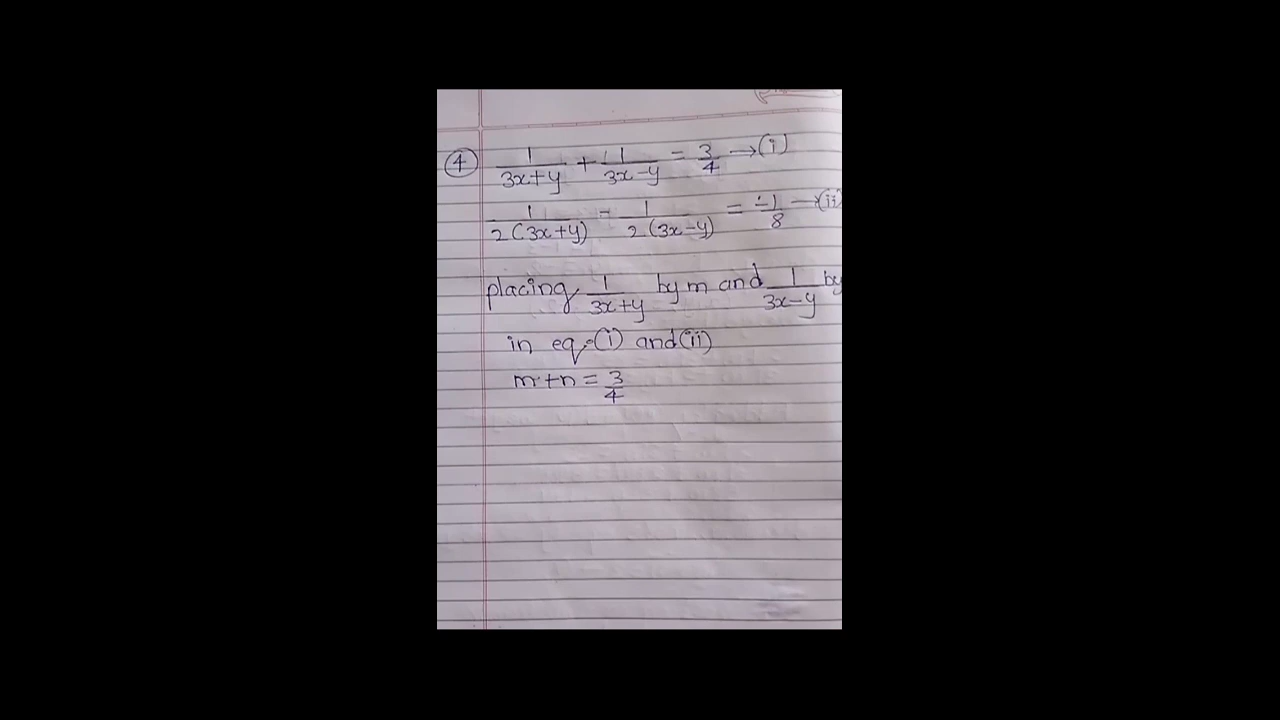 ④ 1/(3x+y) + 1/(3x-y) = 3/4 →(i)
1/(2(3x+y)) - 1/(2(3x-y)) = -1/8 →(ii)
placing 1/(3x+y) by m and 1/(3x-y) by
in eq.(i) and (ii)
m+n = 3/4